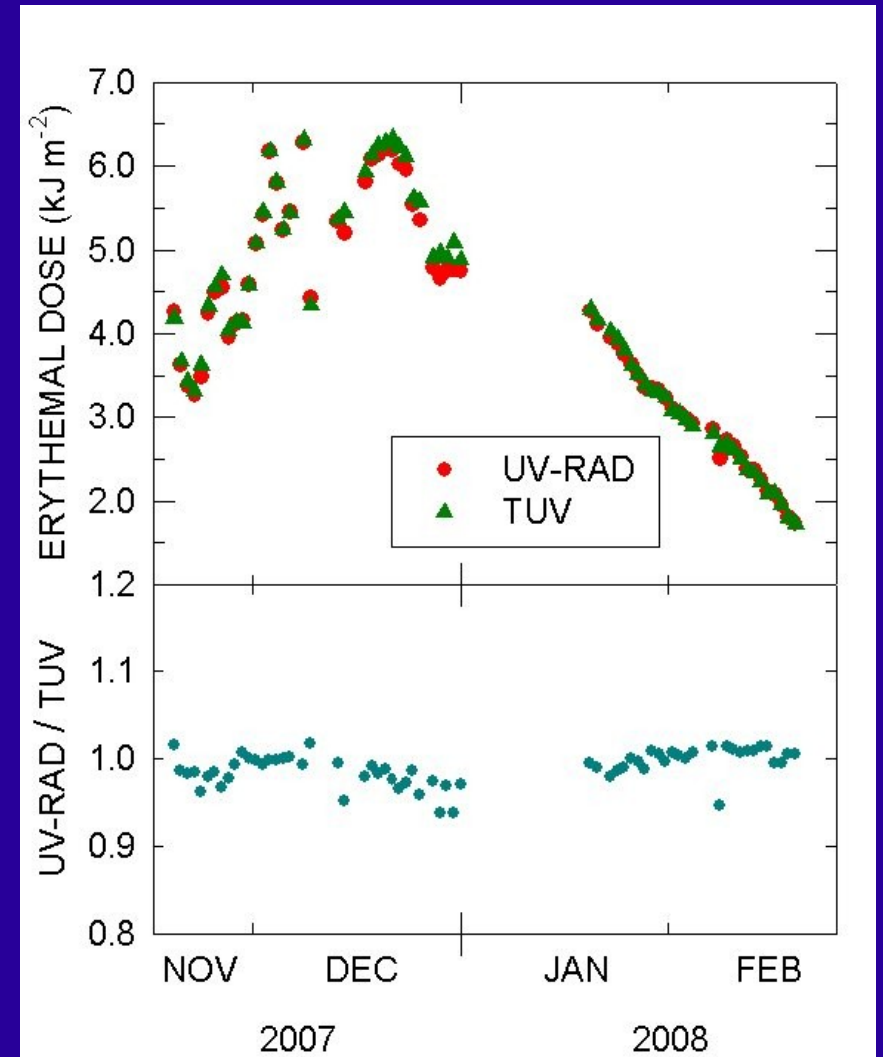 ERYTHEMAL DOSE (kJ m-2)
7.0
6.0
5.0
4.0
3.0
2.0
UV-RAD
TUV
UV-RAD / TUV
1.2
1.1
1.0
0.9
0.8
NOV DEC JAN FEB
2007 2008